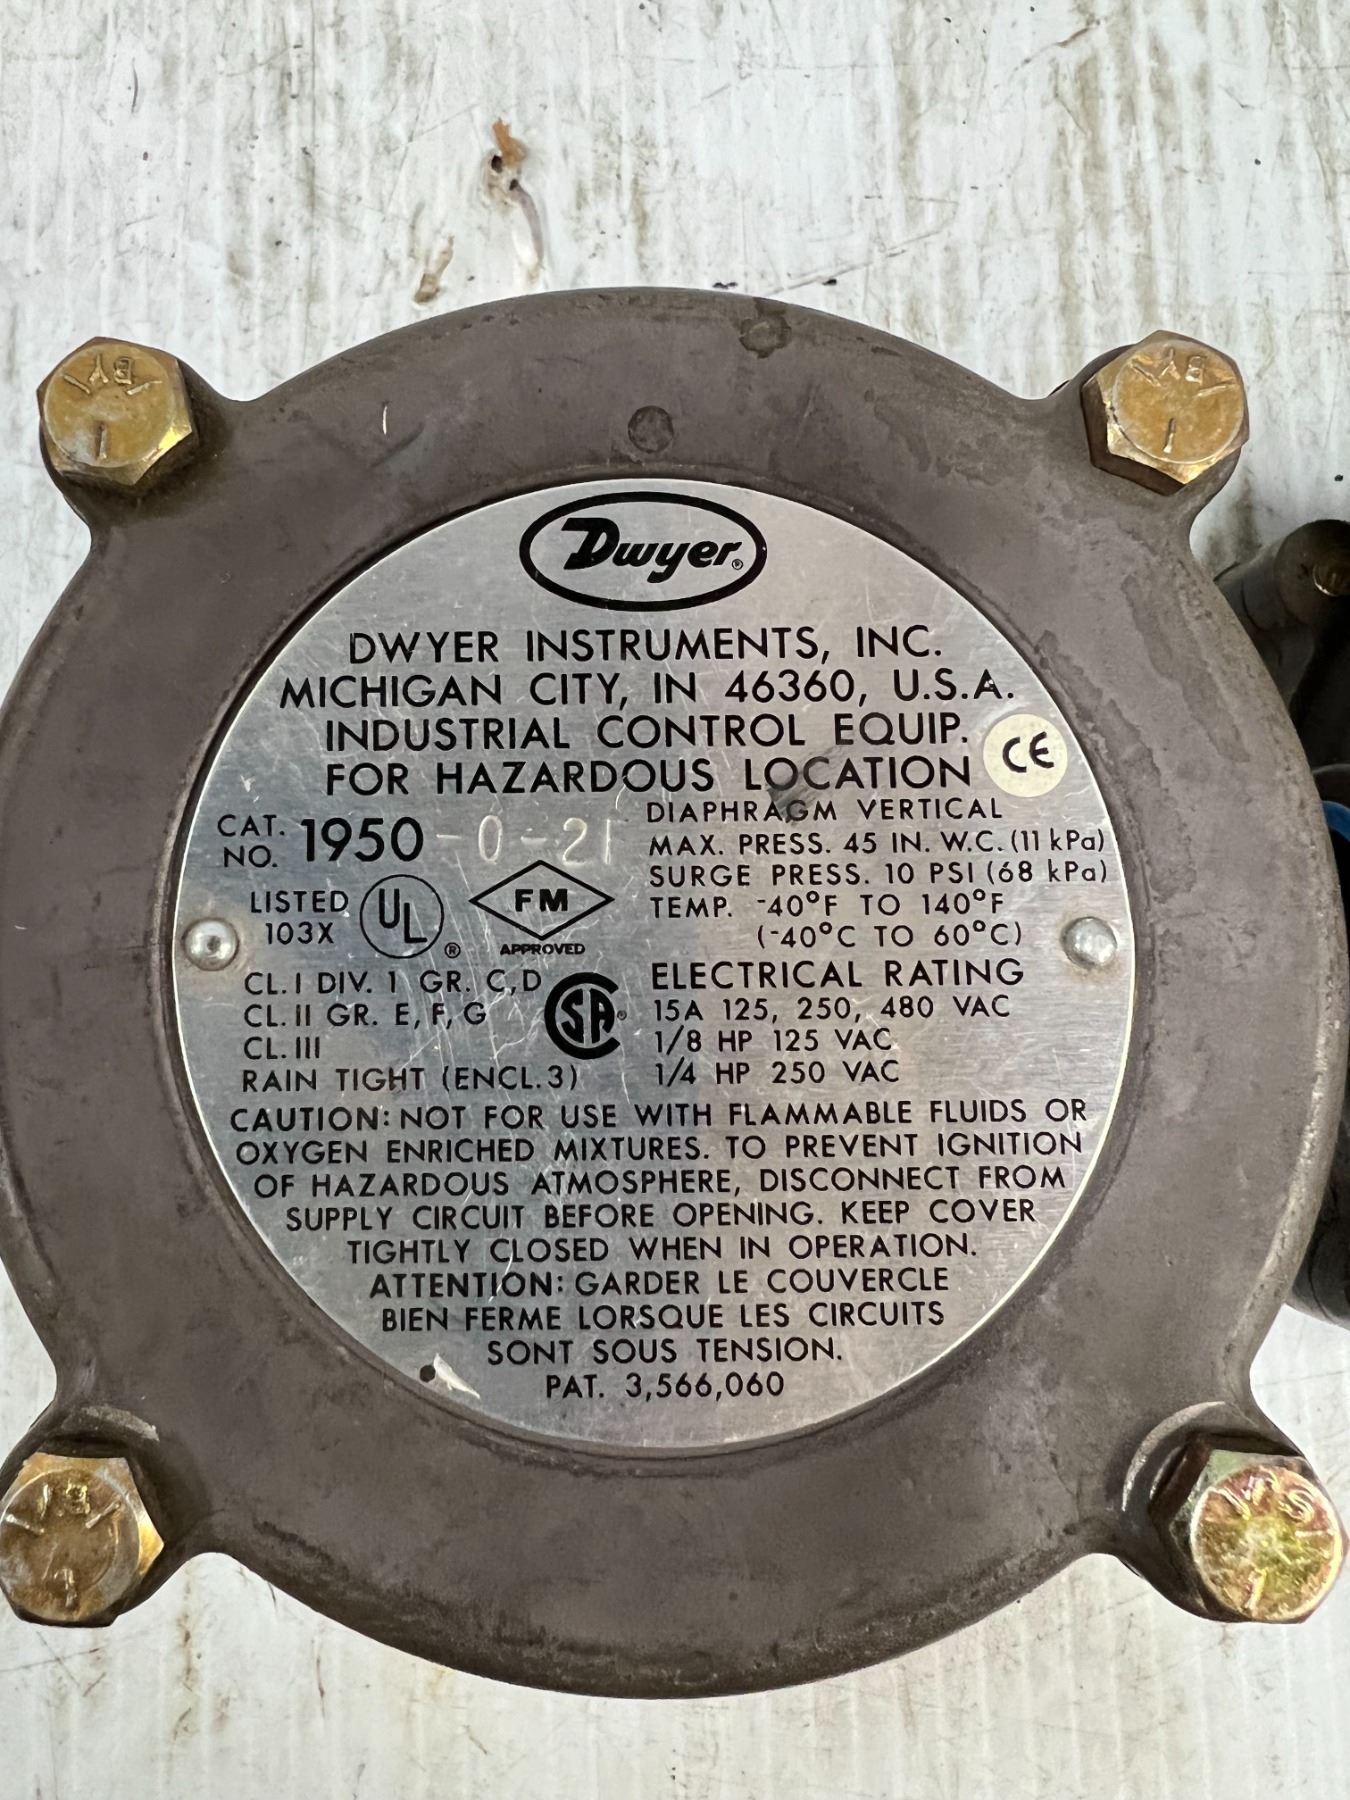 Dwyer®
DWYER INSTRUMENTS, INC.
MICHIGAN CITY, IN 46360, U.S.A.
INDUSTRIAL CONTROL EQUIP.
FOR HAZARDOUS LOCATION
CE
CAT. NO. 1950-0-21
LISTED 103X
UL®
FM
APPROVED
CL. I DIV. 1 GR. C,D
CL. II GR. E, F, G
CL. III
RAIN TIGHT (ENCL. 3)
SA®
DIAPHRAGM VERTICAL
MAX. PRESS. 45 IN. W.C. (11 kPa)
SURGE PRESS. 10 PSI (68 kPa)
TEMP. -40°F TO 140°F
(-40°C TO 60°C)
ELECTRICAL RATING
15A 125, 250, 480 VAC
1/8 HP 125 VAC
1/4 HP 250 VAC
CAUTION: NOT FOR USE WITH FLAMMABLE FLUIDS OR
OXYGEN ENRICHED MIXTURES. TO PREVENT IGNITION
OF HAZARDOUS ATMOSPHERE, DISCONNECT FROM
SUPPLY CIRCUIT BEFORE OPENING. KEEP COVER
TIGHTLY CLOSED WHEN IN OPERATION.
ATTENTION: GARDER LE COUVERCLE
BIEN FERME LORSQUE LES CIRCUITS
SONT SOUS TENSION.
PAT. 3,566,060